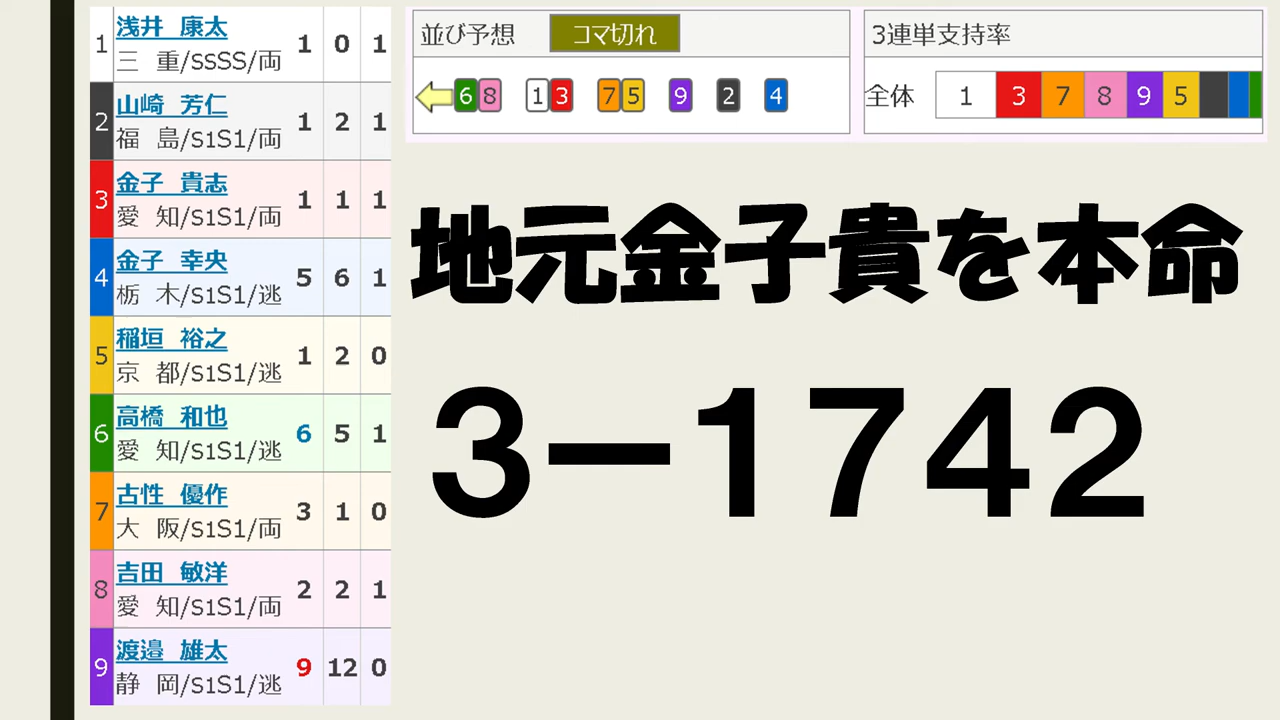 1 浅井 康太 1 0 1
三 重/SSSS/両
2 山崎 芳仁 1 2 1
福 島/S1S1/両
3 金子 貴志 1 1 1
愛 知/S1S1/両
4 金子 幸央 5 6 1
栃 木/S1S1/逃
5 稲垣 裕之 1 2 0
京 都/S1S1/逃
6 高橋 和也 6 5 1
愛 知/S1S1/逃
7 古性 優作 3 1 0
大 阪/S1S1/両
8 吉田 敏洋 2 2 1
愛 知/S1S1/両
9 渡邉 雄太 9 12 0
静 岡/S1S1/逃
並び予想 コマ切れ
6 8 1 3 7 5 9 2 4
3連単支持率
全体 1 3 7 8 9 5
地元金子貴を本命
3－1742